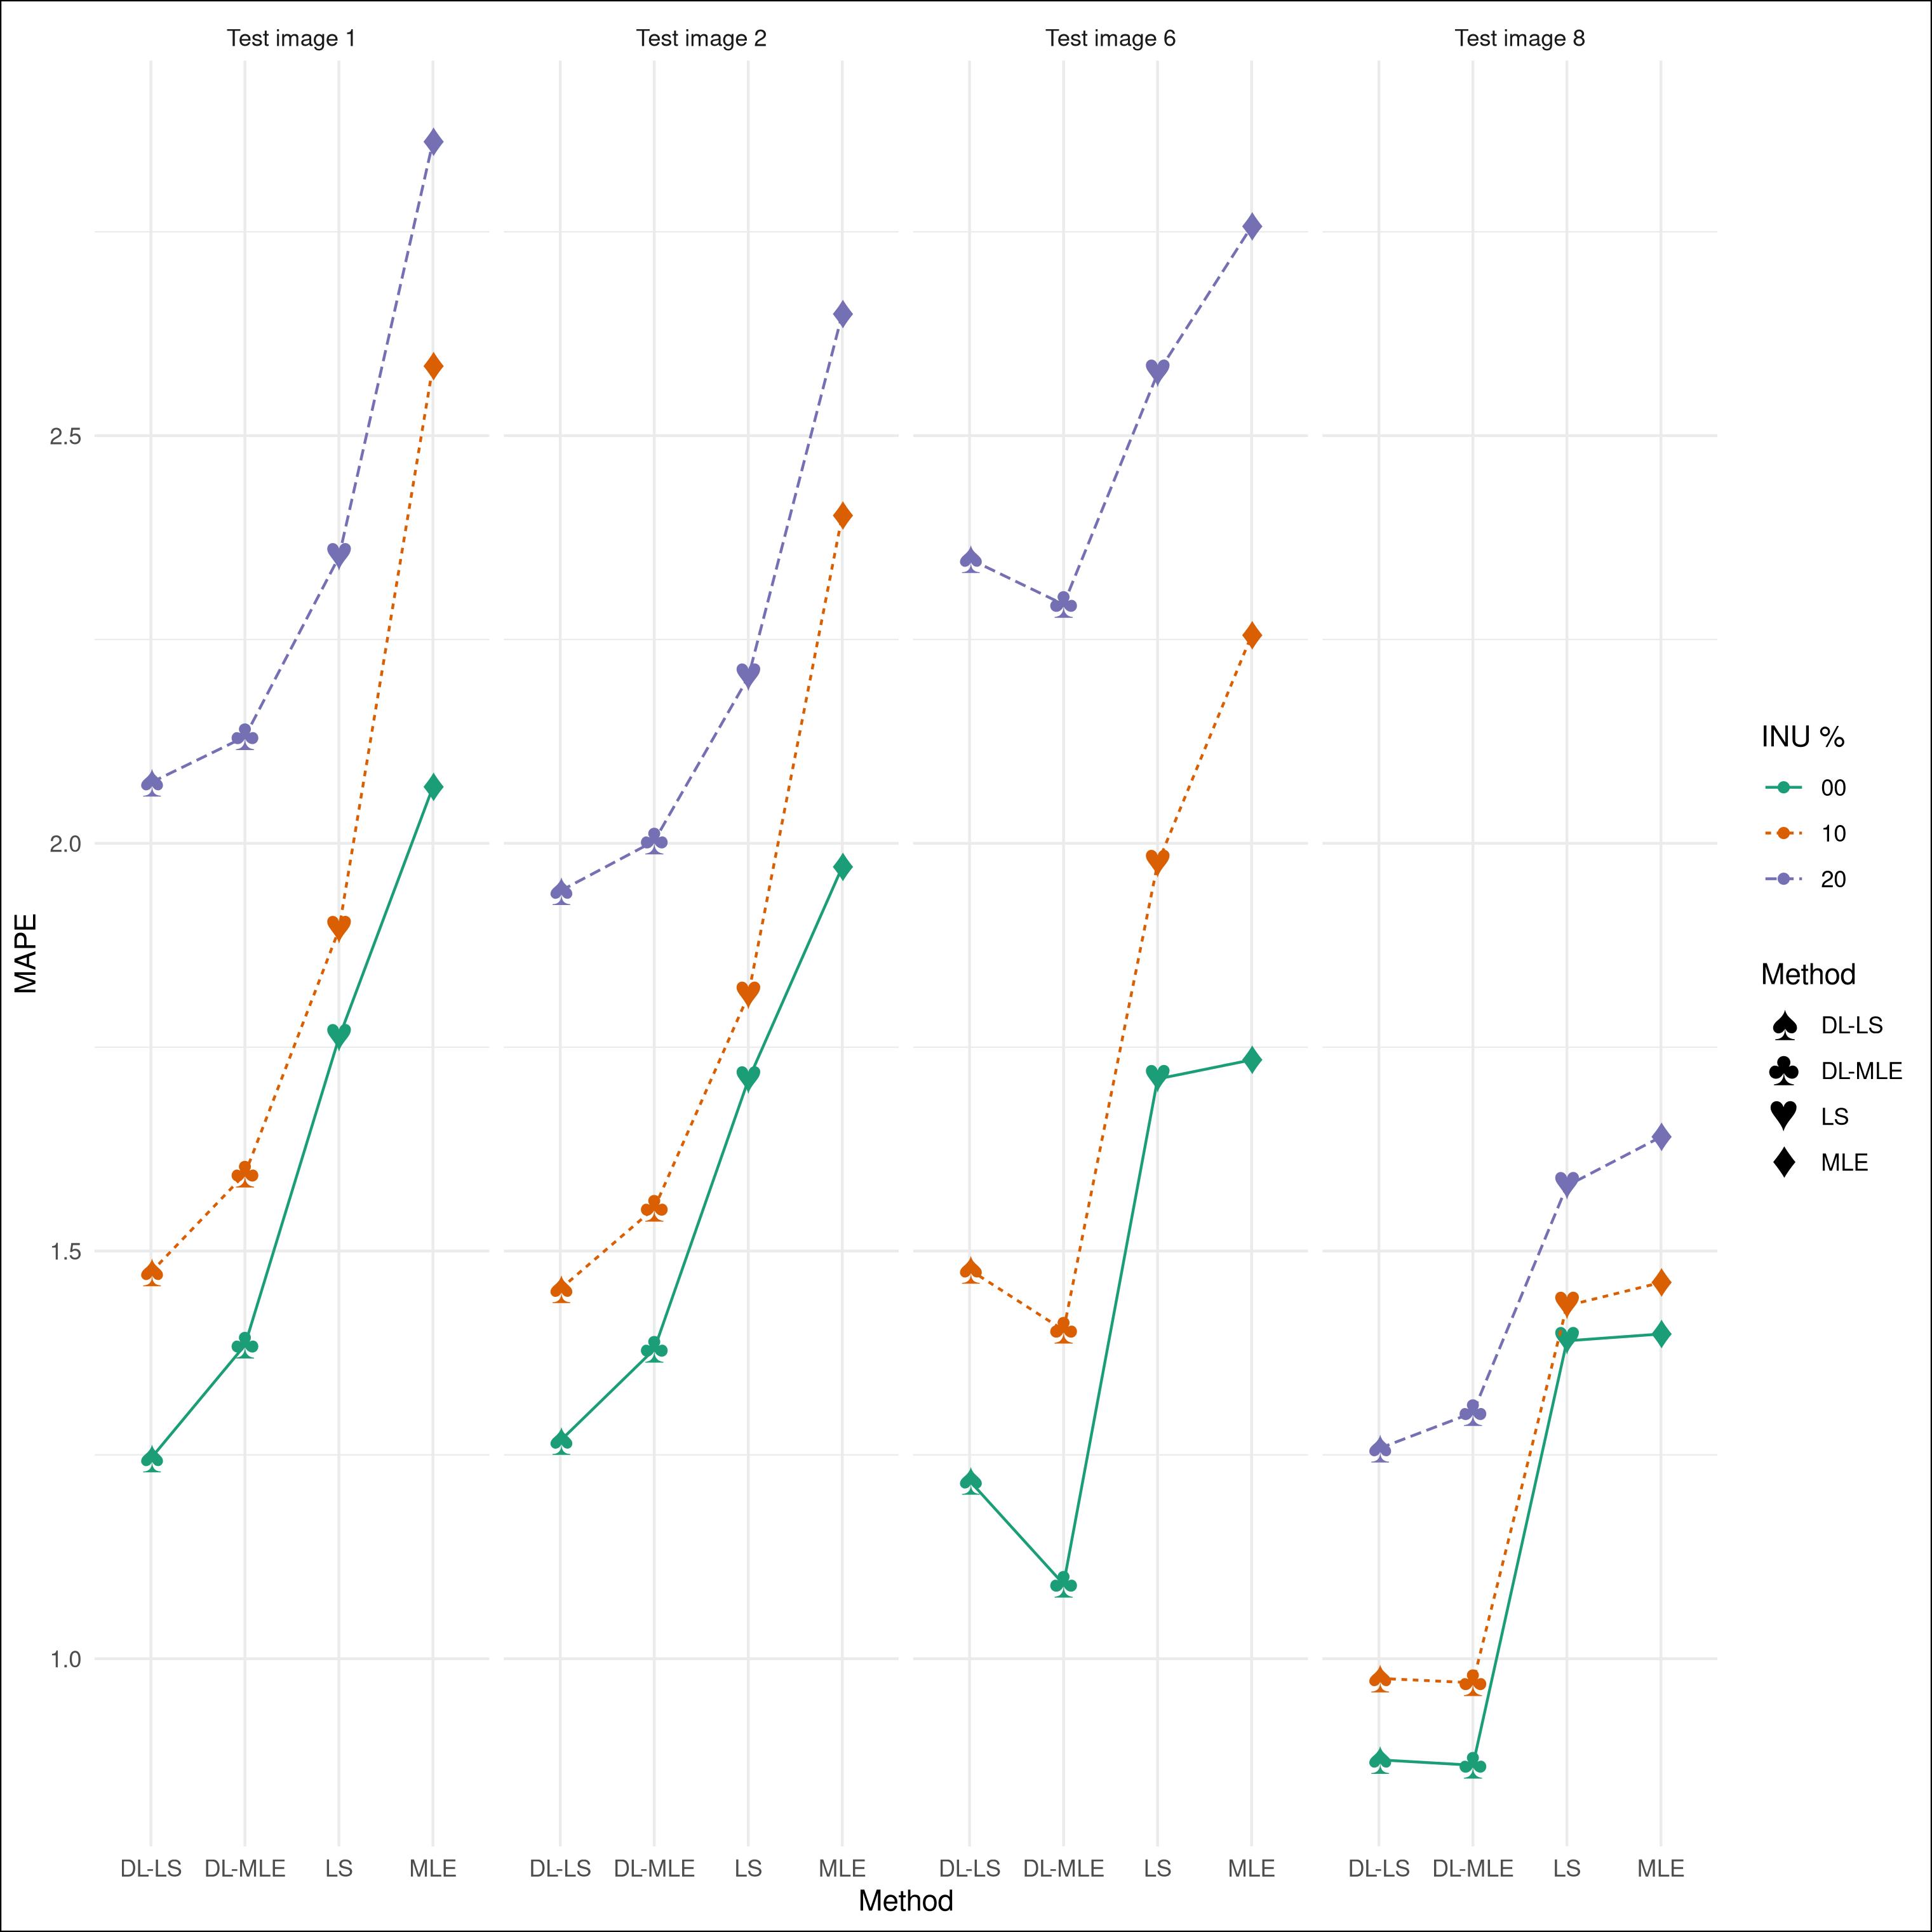 Test image 1 Test image 2 Test image 6 Test image 8
MAPE
2.5
2.0
1.5
1.0
DL-LS DL-MLE LS MLE DL-LS DL-MLE LS MLE DL-LS DL-MLE LS MLE DL-LS DL-MLE LS MLE
Method
INU %
00
10
20
Method
DL-LS
DL-MLE
LS
MLE